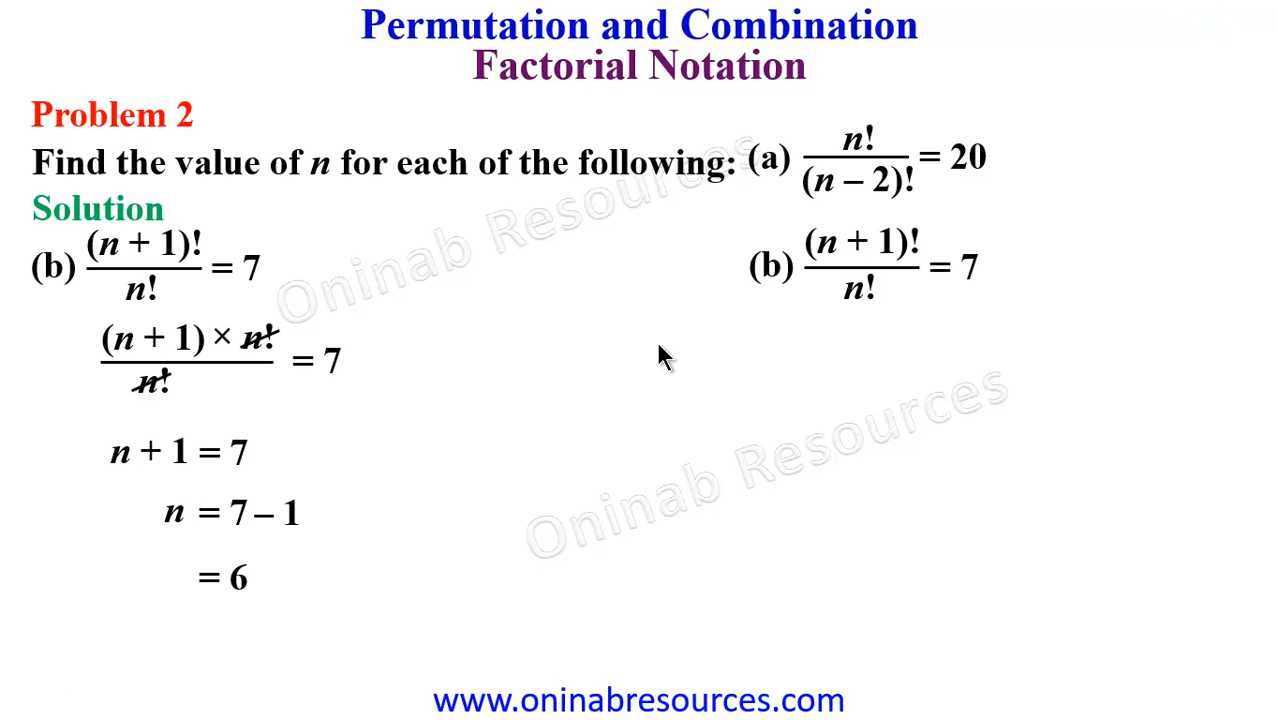 Permutation and Combination
Factorial Notation
Problem 2
Find the value of n for each of the following: (a) n! / (n – 2)! = 20
Solution
(b) (n + 1)! / n! = 7
(b) (n + 1)! / n! = 7
(n + 1) × n! / n! = 7
n + 1 = 7
n = 7 – 1
= 6
Oninab Resources
Oninab Resources
www.oninabresources.com